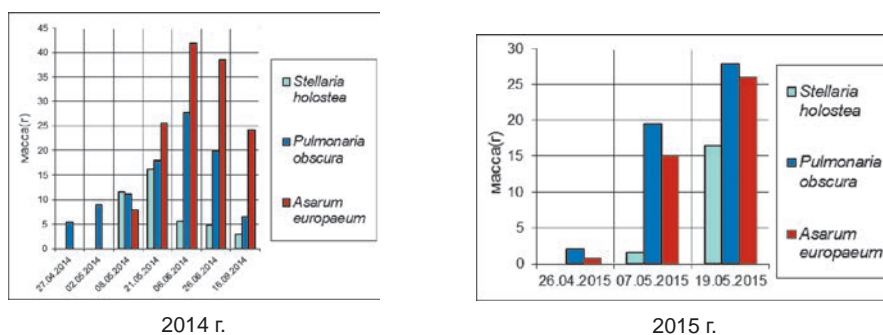 45
40
35
30
25
20
15
10
5
0
масса(г)
27.04.2014
02.05.2014
08.05.2014
21.05.2014
06.06.2014
26.06.2014
16.09.2014
Stellaria
holostea
Pulmonaria
obscura
Asarum
europaeum
2014 г.
30
25
20
15
10
5
0
масса(г)
26.04.2015 07.05.2015 19.05.2015
Stellaria
holostea
Pulmonaria
obscura
Asarum
europaeum
2015 г.